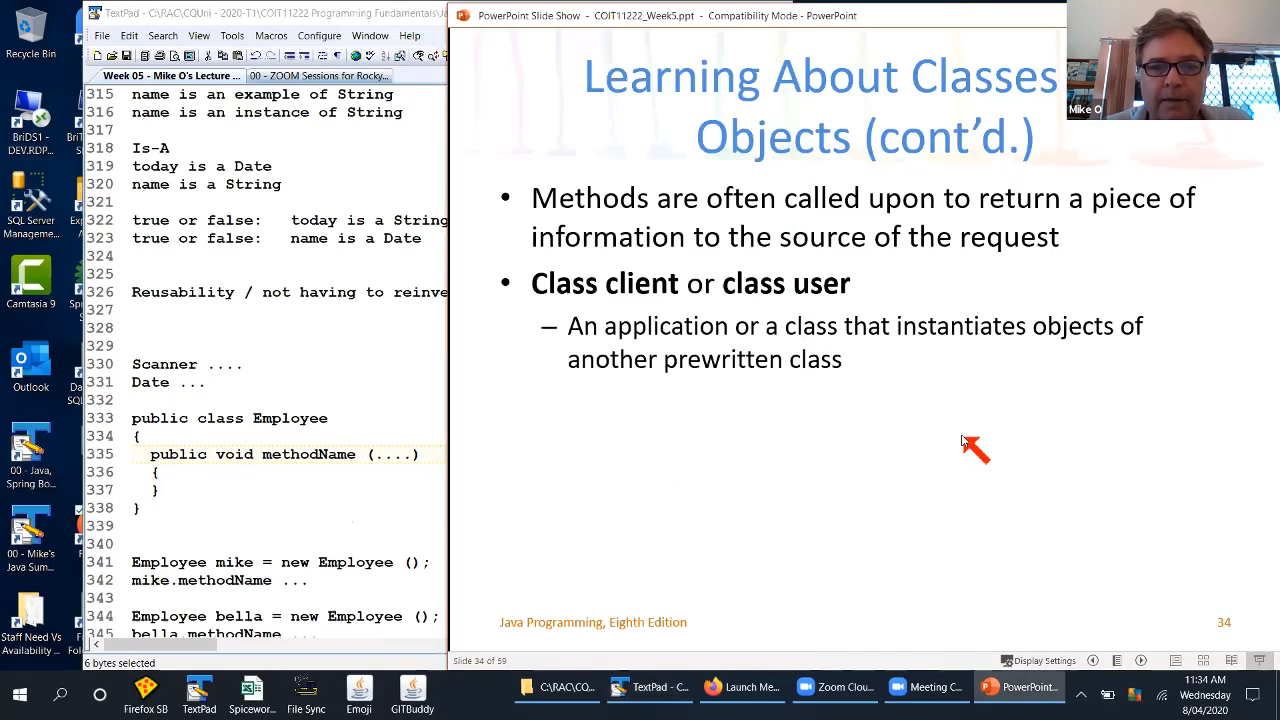 Recycle Bin
BriDS1 -
DEV.RDP...
SQL Server
Manageme...
Camtasia 9
Outlook
00 - Java,
Spring Bo...
00 - Mike's
Java Sum...
Staff Need Vs
Availability ...
TextPad - C:\RAC\CQUni - 2020-T1\COIT11222 - Programming Fundamentals\Ja
File Edit Search View Tools Macros Configure Window Help
Week 05 - Mike O's Lecture ...
00 - ZOOM Sessions for Ro
315 name is an example of String
316 name is an instance of String
317
318 Is-A
319 today is a Date
320 name is a String
321
322 true or false: today is a String
323 true or false: name is a Date
324
325
326 Reusability / not having to reinve
327
328
329
330 Scanner ....
331 Date ...
332
333 public class Employee
334 {
335 public void methodName (....)
336 {
337 }
338 }
339
340
341 Employee mike = new Employee ();
342 mike.methodName ...
343
344 Employee bella = new Employee ();
345 bella.methodName ...
6 bytes selected
PowerPoint Slide Show - COIT11222_Week5.ppt - Compatibility Mode - PowerPoint
Mike O
Learning About Classes
Objects (cont’d.)
• Methods are often called upon to return a piece of
information to the source of the request
• Class client or class user
– An application or a class that instantiates objects of
another prewritten class
Java Programming, Eighth Edition
34
Slide 34 of 59
Display Settings
Firefox SB
TextPad
Spicewor...
File Sync
Emoji
GITBuddy
C:\RAC\CQ...
TextPad - C...
Launch Me...
Zoom Clou...
Meeting C...
PowerPoint...
11:34 AM
Wednesday
8/04/2020